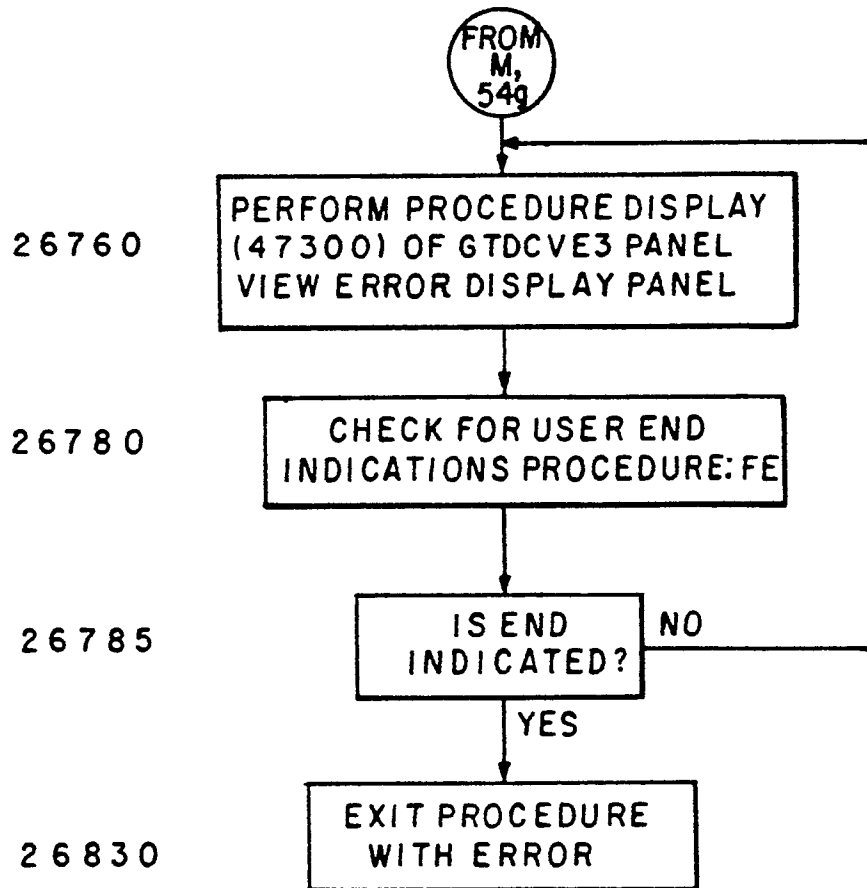 FROM
M,
54g
26760
PERFORM PROCEDURE DISPLAY
(47300) OF GTDCVE3 PANEL
VIEW ERROR DISPLAY PANEL
26780
CHECK FOR USER END
INDICATIONS PROCEDURE: FE
26785
IS END
INDICATED?
NO
YES
26830
EXIT PROCEDURE
WITH ERROR